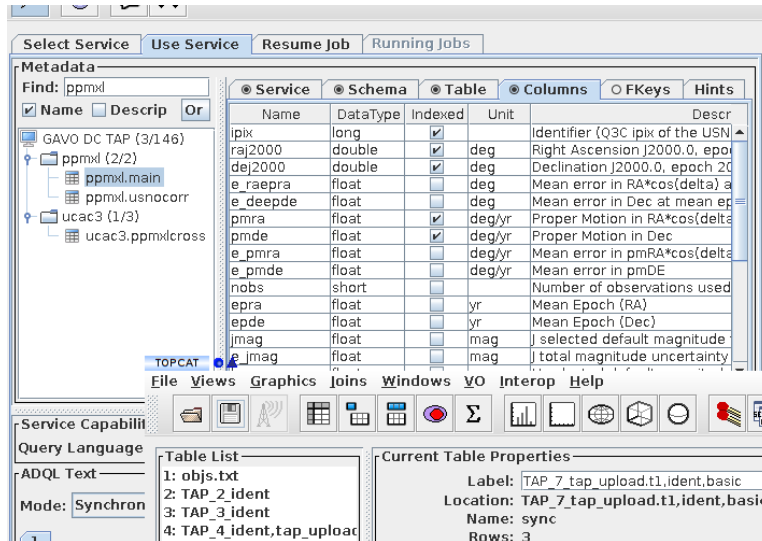 Select Service Use Service Resume Job Running Jobs
Metadata
Find: ppmxl
Name Descrip Or
GAVO DC TAP (3/146)
ppmxl (2/2)
ppmxl.main
ppmxl.usnocorr
ucac3 (1/3)
ucac3.ppmxlcross
Service Schema Table Columns FKeys Hints
Name DataType Indexed Unit Descr
ipix long Identifier (Q3C ipix of the USN
raj2000 double deg Right Ascension J2000.0, epo
dej2000 double deg Declination J2000.0, epoch 20
e_raepra float deg Mean error in RA*cos(delta) a
e_deepde float deg Mean error in Dec at mean ep
pmra float deg/yr Proper Motion in RA*cos(delta
pmde float deg/yr Proper Motion in Dec
e_pmra float deg/yr Mean error in pmRA*cos(delta
e_pmde float deg/yr Mean error in pmDE
nobs short Number of observations used
epra float yr Mean Epoch (RA)
epde float yr Mean Epoch (Dec)
jmag float mag J selected default magnitude
e_jmag float mag J total magnitude uncertainty
TOPCAT
File Views Graphics Joins Windows VO Interop Help
Service Capabilit
Query Language
ADQL Text
Mode: Synchron
1
Table List
1: objs.txt
2: TAP_2_ident
3: TAP_3_ident
4: TAP_4_ident,tap_upload
Current Table Properties
Label: TAP_7_tap_upload.t1,ident,basic
Location: TAP_7_tap_upload.t1,ident,basi
Name: sync
Rows: 3